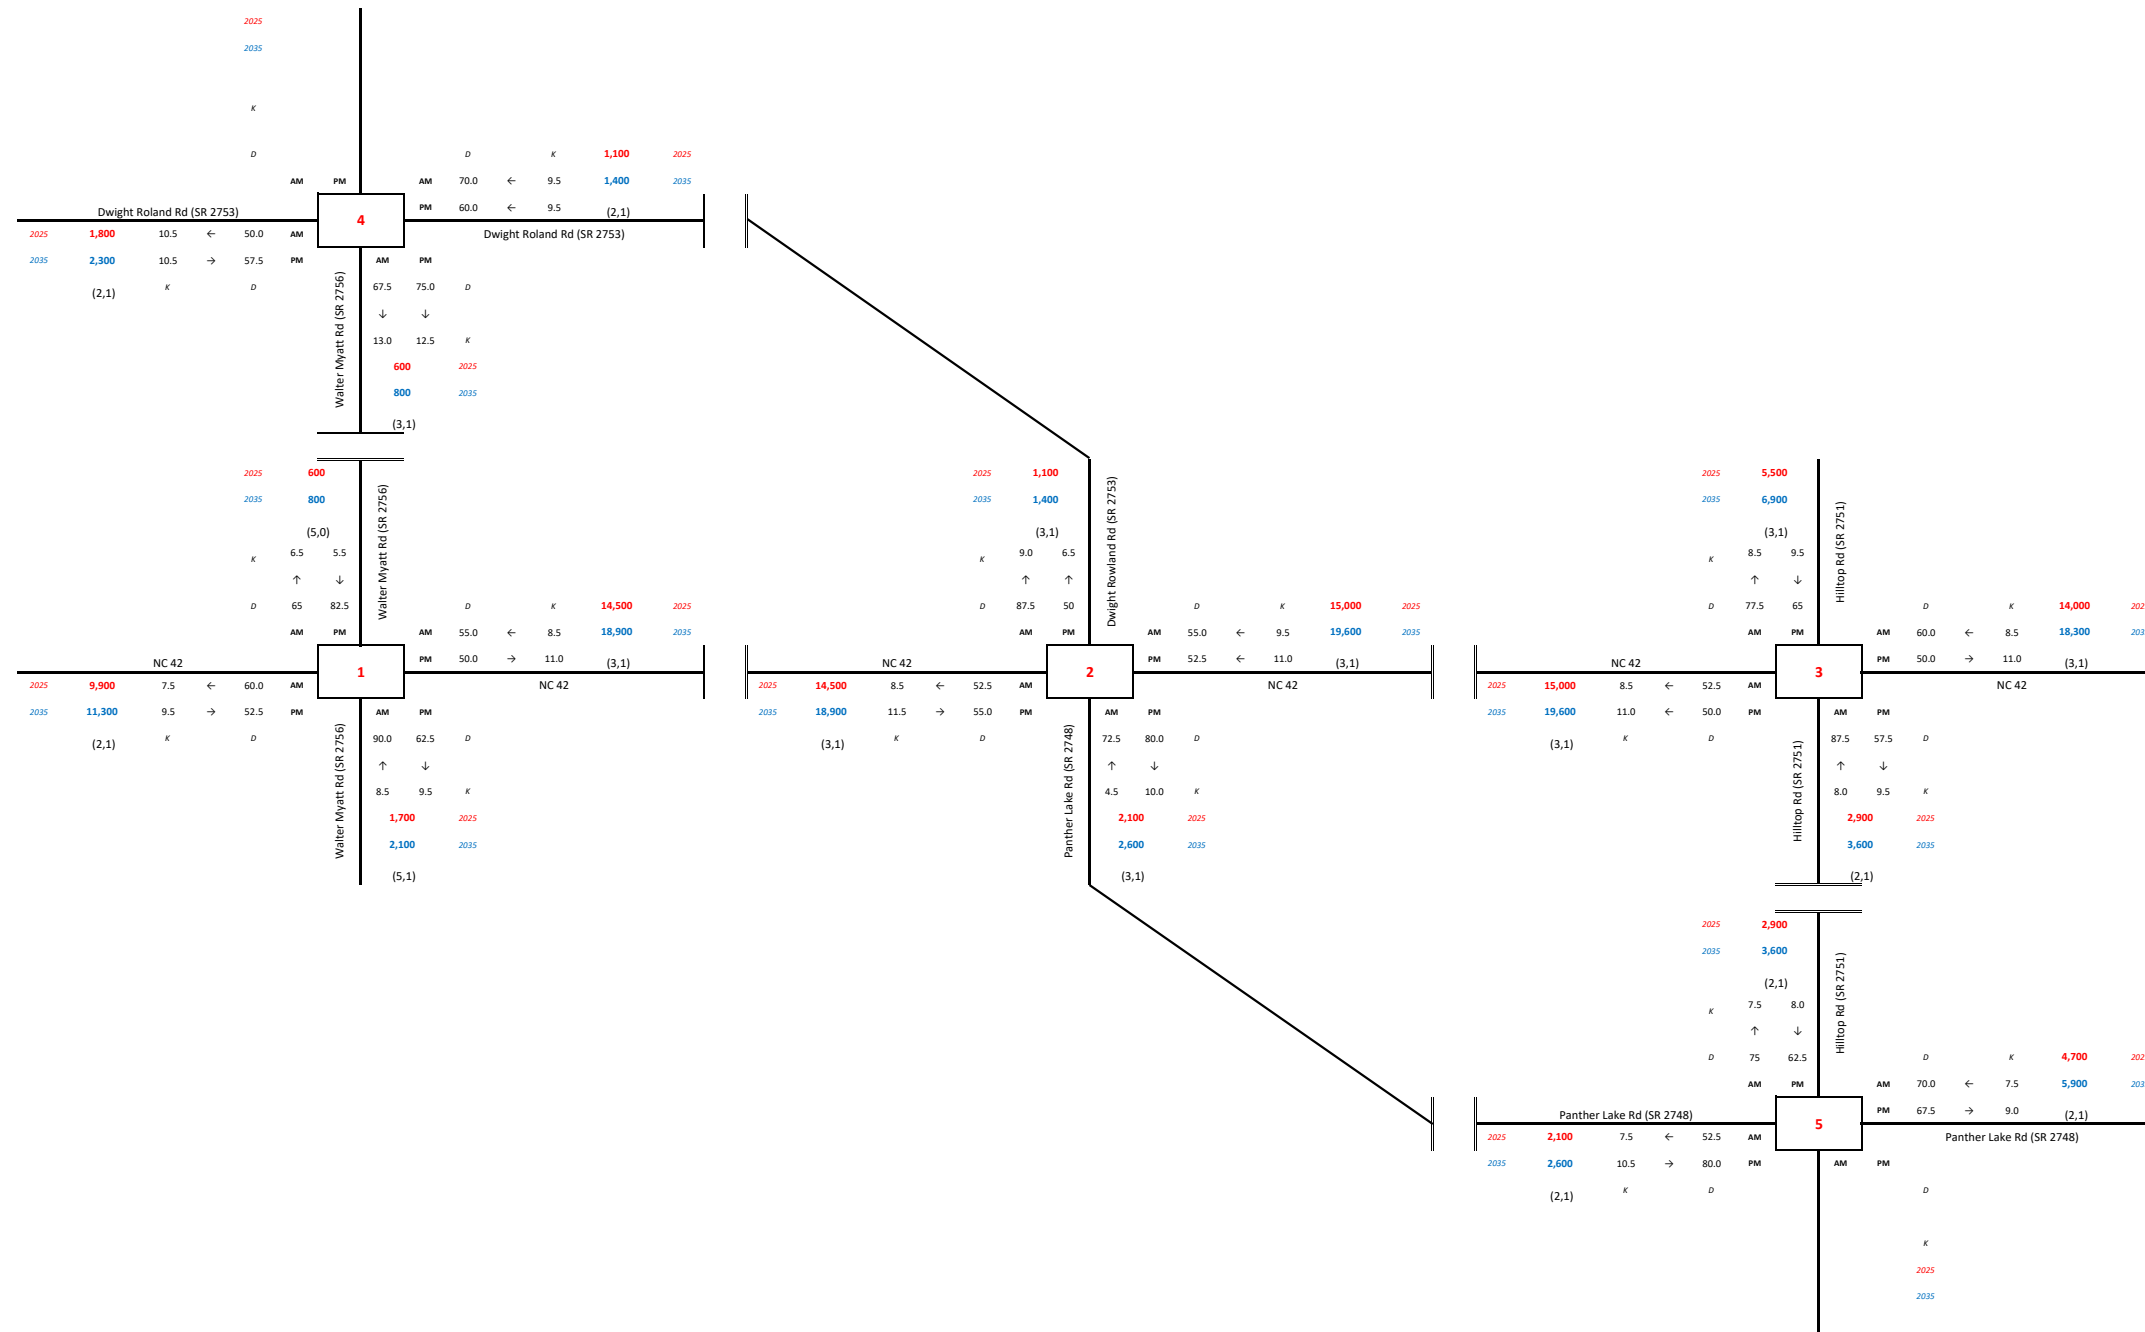 2025
2035
K
D
AM PM
D K 1,100 2025
AM 70.0 ← 9.5 1,400 2035
PM 60.0 ← 9.5 (2,1)
Dwight Roland Rd (SR 2753)
4
Dwight Roland Rd (SR 2753)
2025 1,800 10.5 ← 50.0 AM
2035 2,300 10.5 → 57.5 PM
(2,1) K D
Walter Myatt Rd (SR 2756)
AM PM
67.5 75.0 D
↓ ↓
13.0 12.5 K
600 2025
800 2035
(3,1)
2025 600
2035 800
(5,0)
K 6.5 5.5
↑ ↓
D 65 82.5
AM PM
Walter Myatt Rd (SR 2756)
D K 14,500 2025
AM 55.0 ← 8.5 18,900 2035
PM 50.0 → 11.0 (3,1)
NC 42
1
NC 42
2025 9,900 7.5 ← 60.0 AM
2035 11,300 9.5 → 52.5 PM
(2,1) K D
Walter Myatt Rd (SR 2756)
AM PM
90.0 62.5 D
↑ ↓
8.5 9.5 K
1,700 2025
2,100 2035
(5,1)
2025 1,100
2035 1,400
(3,1)
K 9.0 6.5
↑ ↑
D 87.5 50
AM PM
Dwight Rowland Rd (SR 2753)
D K 15,000 2025
AM 55.0 ← 9.5 19,600 2035
PM 52.5 ← 11.0 (3,1)
NC 42
2
NC 42
2025 14,500 8.5 ← 52.5 AM
2035 18,900 11.5 → 55.0 PM
(3,1) K D
Panther Lake Rd (SR 2748)
AM PM
72.5 80.0 D
↑ ↓
4.5 10.0 K
2,100 2025
2,600 2035
(3,1)
2025 5,500
2035 6,900
(3,1)
K 8.5 9.5
↑ ↓
D 77.5 65
AM PM
Hilltop Rd (SR 2751)
D K 14,000 202
AM 60.0 ← 8.5 18,300 203
PM 50.0 → 11.0 (3,1)
NC 42
3
NC 42
2025 15,000 8.5 ← 52.5 AM
2035 19,600 11.0 ← 50.0 PM
(3,1) K D
Hilltop Rd (SR 2751)
AM PM
87.5 57.5 D
↑ ↓
8.0 9.5 K
2,900 2025
3,600 2035
(2,1)
2025 2,900
2035 3,600
(2,1)
K 7.5 8.0
↑ ↓
D 75 62.5
AM PM
Hilltop Rd (SR 2751)
D K 4,700 202
AM 70.0 ← 7.5 5,900 203
PM 67.5 → 9.0 (2,1)
Panther Lake Rd (SR 2748)
5
Panther Lake Rd (SR 2748)
2025 2,100 7.5 ← 52.5 AM
2035 2,600 10.5 → 80.0 PM
(2,1) K D
AM PM
D
K
2025
2035